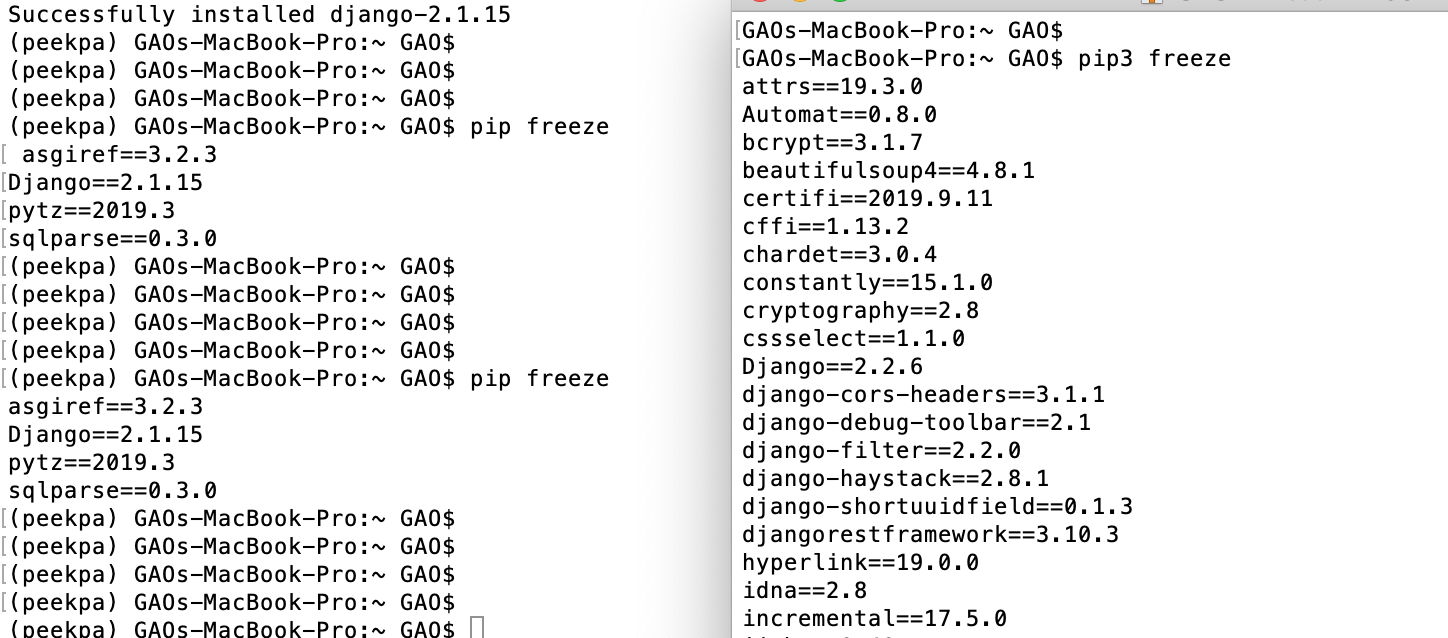 Successfully installed django-2.1.15
(peekpa) GAOs-MacBook-Pro:~ GAO$
(peekpa) GAOs-MacBook-Pro:~ GAO$
(peekpa) GAOs-MacBook-Pro:~ GAO$
(peekpa) GAOs-MacBook-Pro:~ GAO$ pip freeze
[ asgiref==3.2.3
[Django==2.1.15
[pytz==2019.3
[sqlparse==0.3.0
[(peekpa) GAOs-MacBook-Pro:~ GAO$
[(peekpa) GAOs-MacBook-Pro:~ GAO$
[(peekpa) GAOs-MacBook-Pro:~ GAO$
[(peekpa) GAOs-MacBook-Pro:~ GAO$
[(peekpa) GAOs-MacBook-Pro:~ GAO$ pip freeze
asgiref==3.2.3
Django==2.1.15
pytz==2019.3
sqlparse==0.3.0
[(peekpa) GAOs-MacBook-Pro:~ GAO$
[(peekpa) GAOs-MacBook-Pro:~ GAO$
[(peekpa) GAOs-MacBook-Pro:~ GAO$
[(peekpa) GAOs-MacBook-Pro:~ GAO$
(peekpa) GAOs-MacBook-Pro:~ GAO$
[GAOs-MacBook-Pro:~ GAO$
[GAOs-MacBook-Pro:~ GAO$ pip3 freeze
attrs==19.3.0
Automat==0.8.0
bcrypt==3.1.7
beautifulsoup4==4.8.1
certifi==2019.9.11
cffi==1.13.2
chardet==3.0.4
constantly==15.1.0
cryptography==2.8
cssselect==1.1.0
Django==2.2.6
django-cors-headers==3.1.1
django-debug-toolbar==2.1
django-filter==2.2.0
django-haystack==2.8.1
django-shortuuidfield==0.1.3
djangorestframework==3.10.3
hyperlink==19.0.0
idna==2.8
incremental==17.5.0